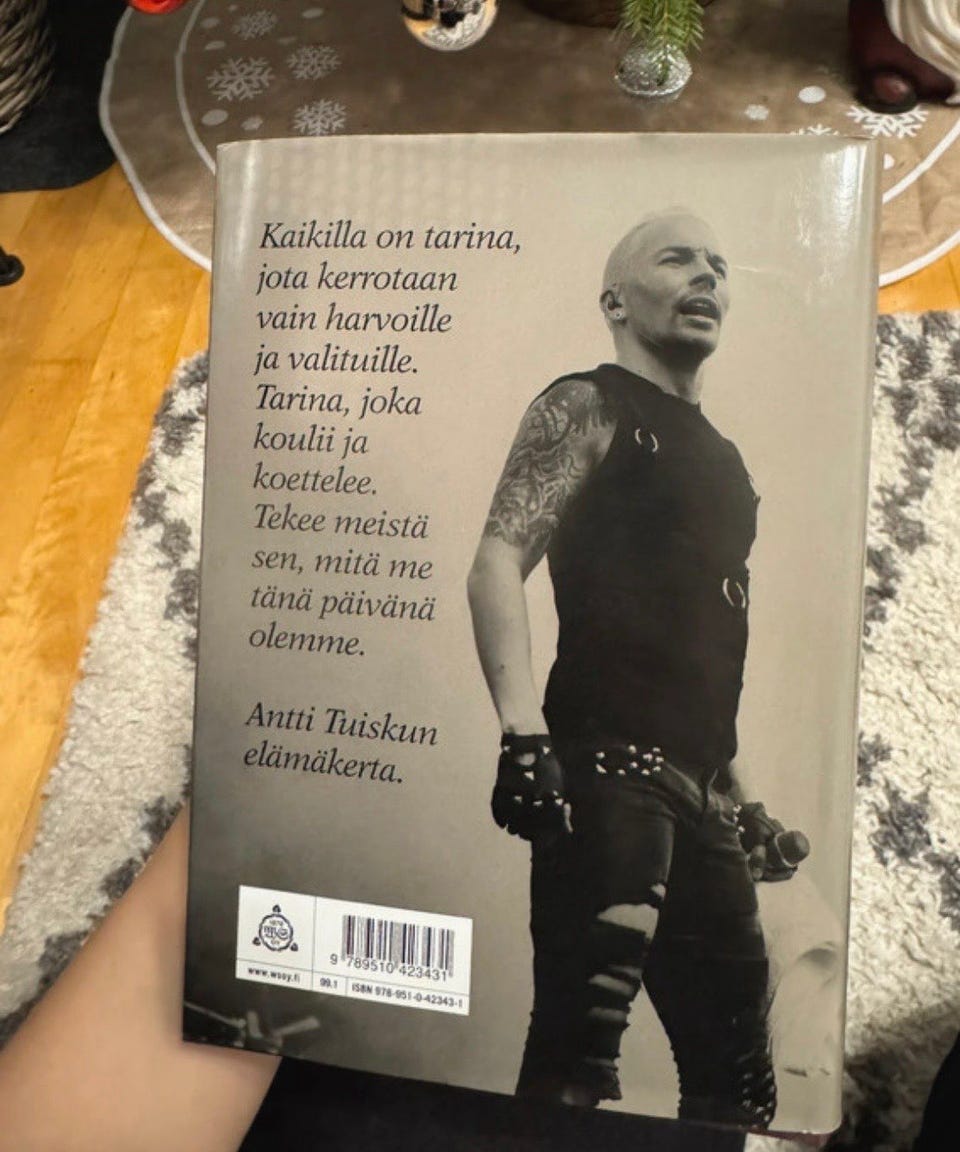 Kaikilla on tarina,
jota kerrotaan
vain harvoille
ja valituille.
Tarina, joka
koulii ja
koettelee.
Tekee meistä
sen, mitä me
tänä päivänä
olemme.
Antti Tuiskun
elämäkerta.
9 789510 423431
www.wsoy.fi
99.1
ISBN 978-951-0-42343-1